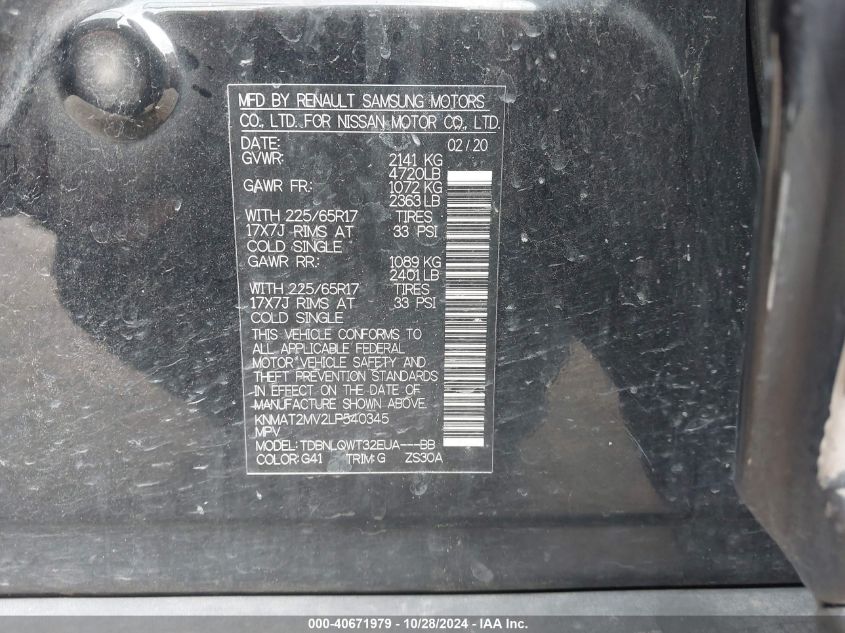 MFD BY RENAULT SAMSUNG MOTORS
CO., LTD. FOR NISSAN MOTOR CO., LTD.
DATE: 02/20
GVWR: 2141 KG
4720LB
GAWR FR.: 1072 KG
2363 LB
WITH 225/65R17 TIRES
17X7J RIMS AT 33 PSI
COLD SINGLE
GAWR RR.: 1089 KG
2401 LB
WITH 225/65R17 TIRES
17X7J RIMS AT 33 PSI
COLD SINGLE
THIS VEHICLE CONFORMS TO
ALL APPLICABLE FEDERAL
MOTOR VEHICLE SAFETY AND
THEFT PREVENTION STANDARDS
IN EFFECT ON THE DATE OF
MANUFACTURE SHOWN ABOVE.
KNMAT2MV2LP540345
MPV
MODEL: TDBNLQWT32EUA---BB
COLOR: G41 TRIM: G ZS30A
000-40671979 - 10/28/2024 - IAA Inc.